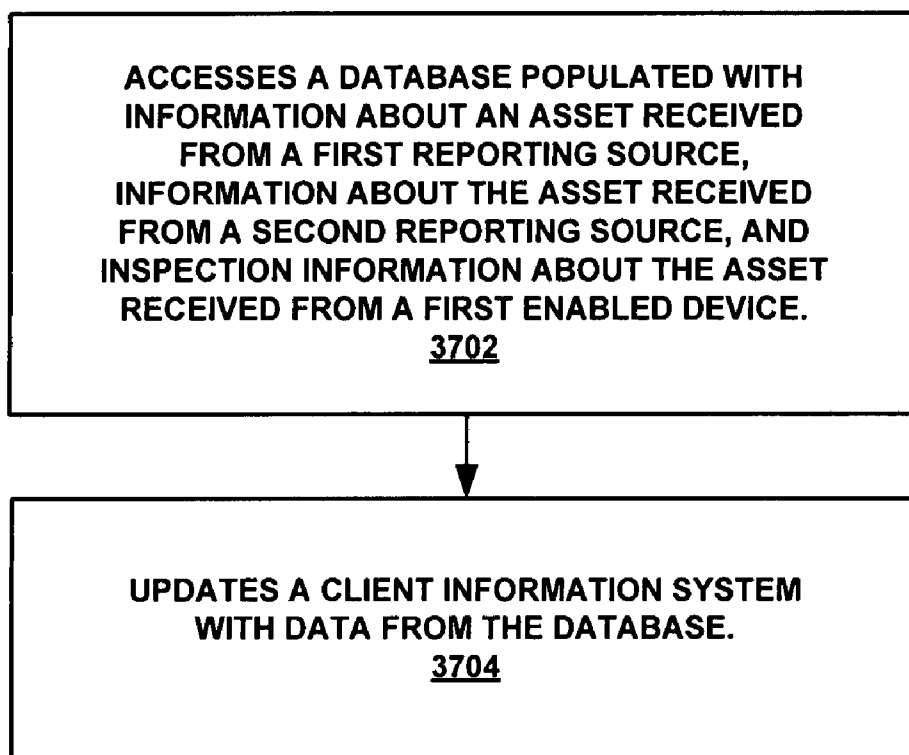 ACCESSES A DATABASE POPULATED WITH
INFORMATION ABOUT AN ASSET RECEIVED
FROM A FIRST REPORTING SOURCE,
INFORMATION ABOUT THE ASSET RECEIVED
FROM A SECOND REPORTING SOURCE, AND
INSPECTION INFORMATION ABOUT THE ASSET
RECEIVED FROM A FIRST ENABLED DEVICE.
3702
UPDATES A CLIENT INFORMATION SYSTEM
WITH DATA FROM THE DATABASE.
3704